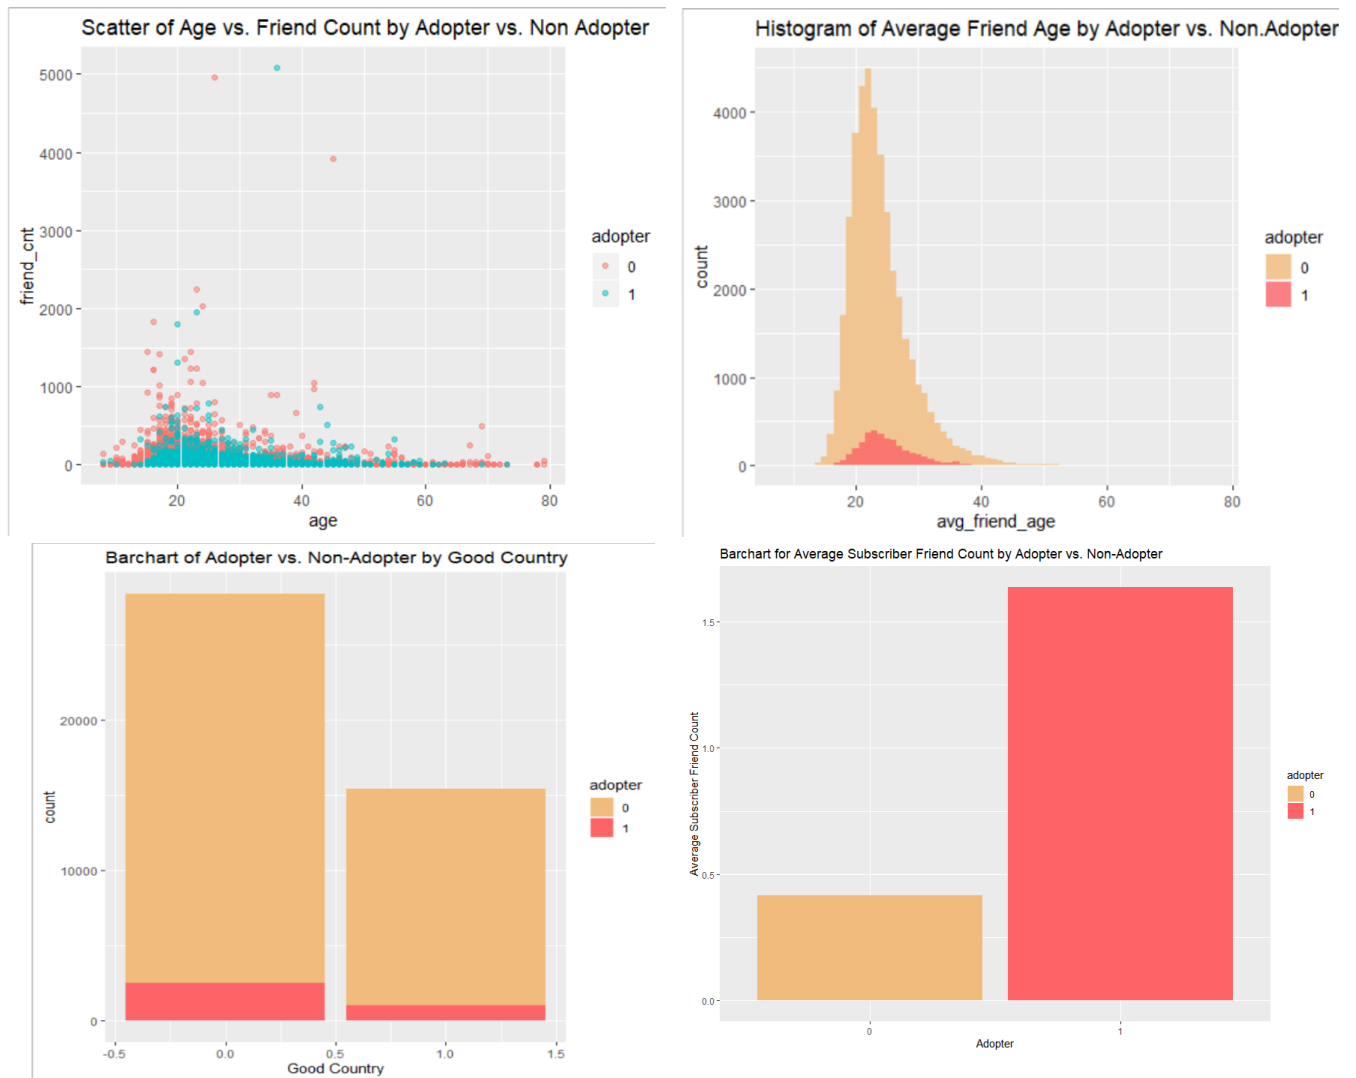 Scatter of Age vs. Friend Count by Adopter vs. Non Adopter
5000
4000
3000
2000
1000
0
friend_cnt
20
40
60
80
age
adopter
0
1
Histogram of Average Friend Age by Adopter vs. Non.Adopter
4000
3000
2000
1000
0
count
20
40
60
80
avg_friend_age
adopter
0
1
Barchart of Adopter vs. Non-Adopter by Good Country
20000
10000
0
count
-0.5
0.0
0.5
1.0
1.5
Good Country
adopter
0
1
Barchart for Average Subscriber Friend Count by Adopter vs. Non-Adopter
1.5
1.0
0.5
0.0
Average Subscriber Friend Count
0
1
Adopter
adopter
0
1